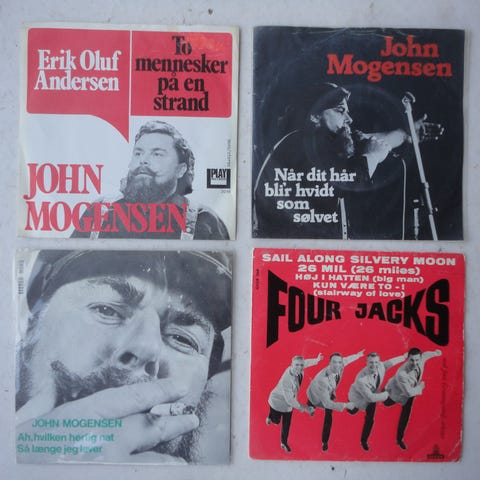 Erik Oluf
Andersen
To
mennesker
på en
strand
JOHN
MOGENSEN
PLAY
John
Mogensen
Når dit hår
bli'r hvidt
som
sølvet
JOHN MOGENSEN
Ah, hvilken herlig nat
Så længe jeg lever
SAIL ALONG SILVERY MOON
26 MIL (26 miles)
HØJ I HATTEN (big man)
KUN VÆRE TO - !
(stairway of love)
FOUR JACKS